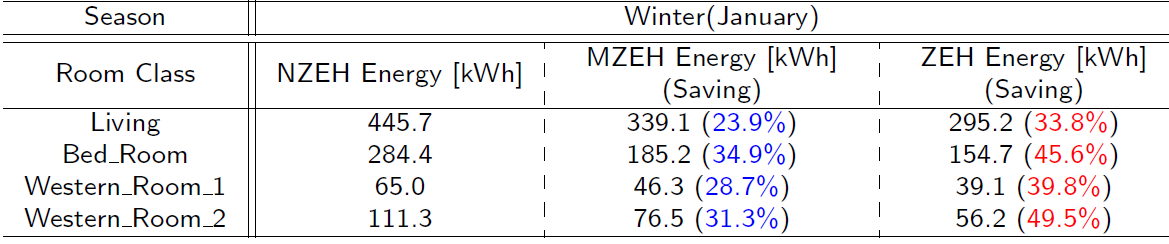 Season Winter(January)
Room Class NZEH Energy [kWh] MZEH Energy [kWh] (Saving) ZEH Energy [kWh] (Saving)
Living 445.7 339.1 (23.9%) 295.2 (33.8%)
Bed_Room 284.4 185.2 (34.9%) 154.7 (45.6%)
Western_Room_1 65.0 46.3 (28.7%) 39.1 (39.8%)
Western_Room_2 111.3 76.5 (31.3%) 56.2 (49.5%)